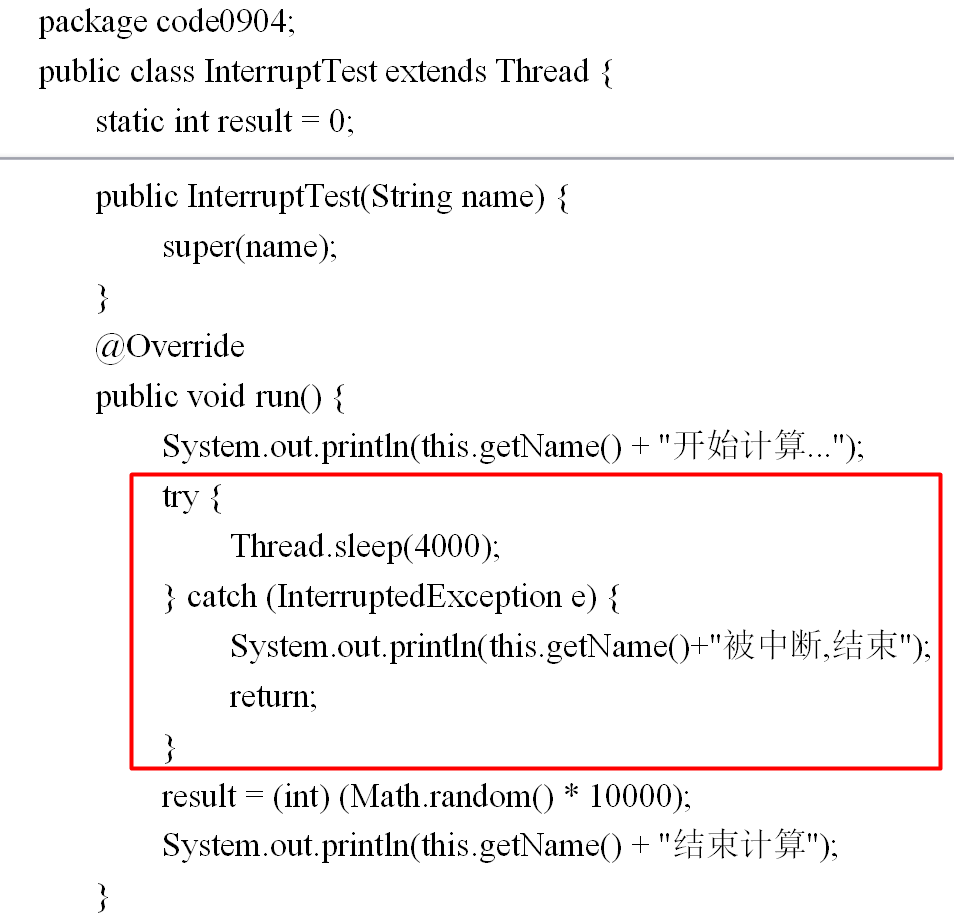 package code0904;
public class InterruptTest extends Thread {
static int result = 0;
public InterruptTest(String name) {
super(name);
}
@Override
public void run() {
System.out.println(this.getName() + "开始计算...");
try {
Thread.sleep(4000);
} catch (InterruptedException e) {
System.out.println(this.getName()+"被中断,结束");
return;
}
result = (int) (Math.random() * 10000);
System.out.println(this.getName() + "结束计算");
}